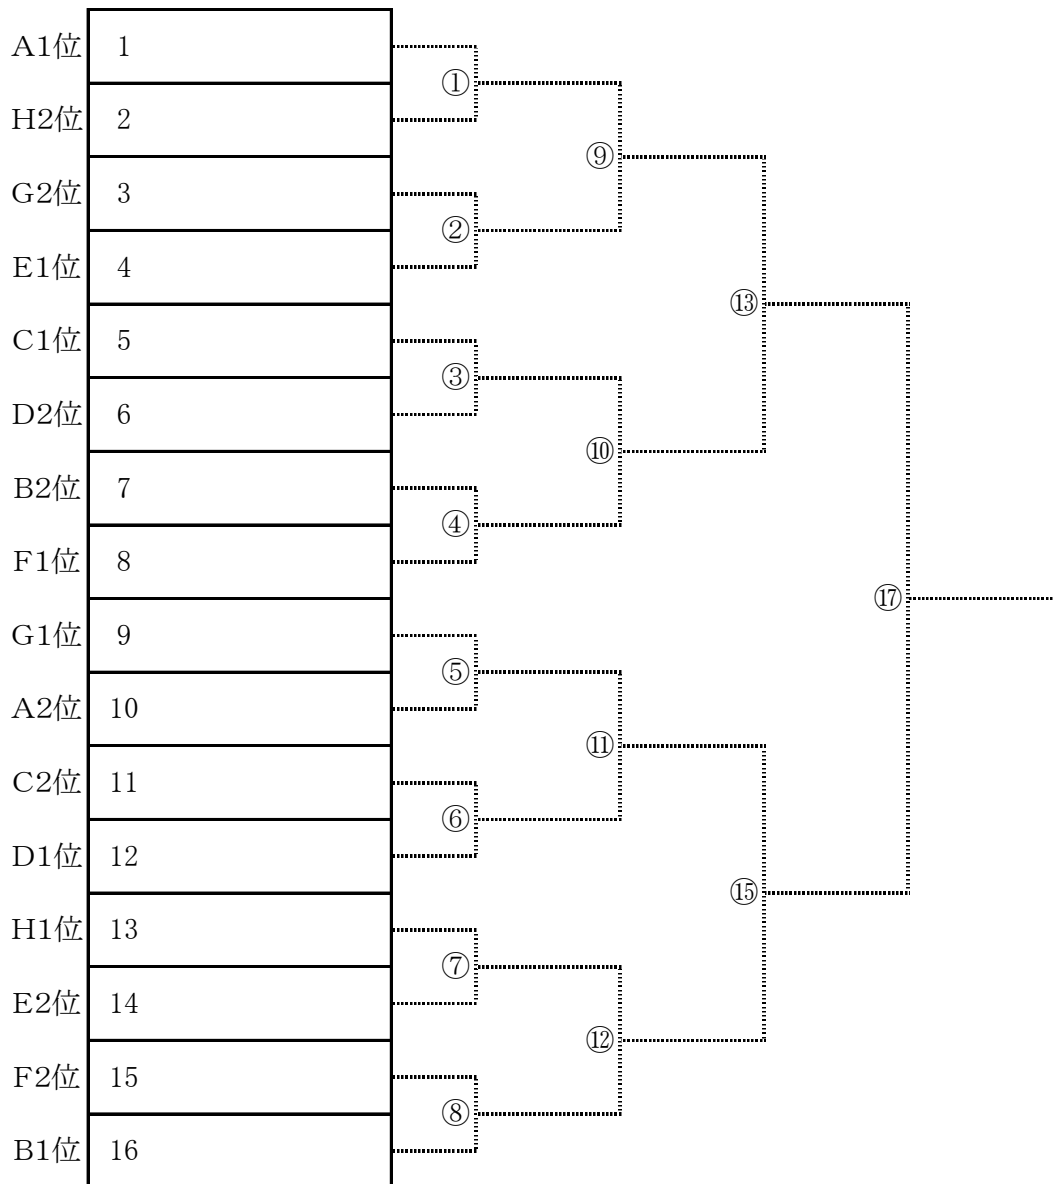 A1位 1
①
H2位 2
⑨
G2位 3
②
E1位 4
⑬
C1位 5
③
D2位 6
⑩
B2位 7
④
F1位 8
⑰
G1位 9
⑤
A2位 10
⑪
C2位 11
⑥
D1位 12
⑮
H1位 13
⑦
E2位 14
⑫
F2位 15
⑧
B1位 16